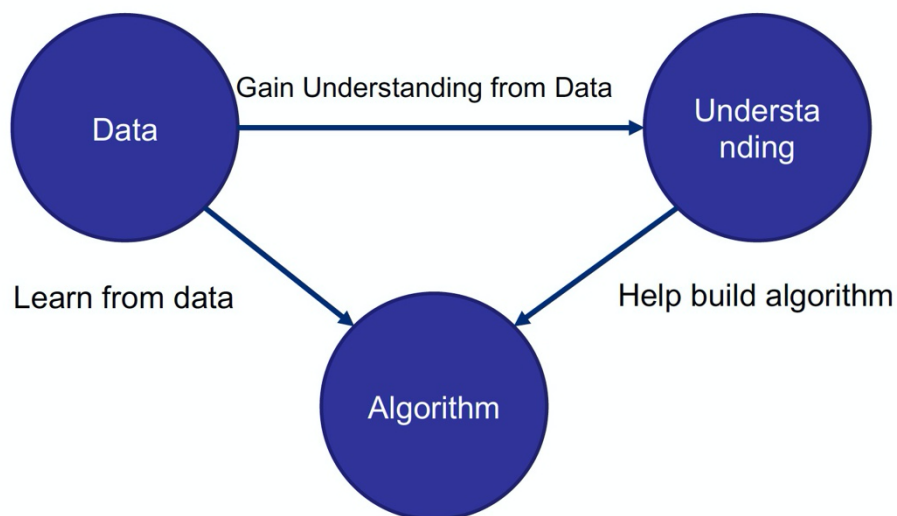 Gain Understanding from Data
Data
Understa
nding
Learn from data
Help build algorithm
Algorithm